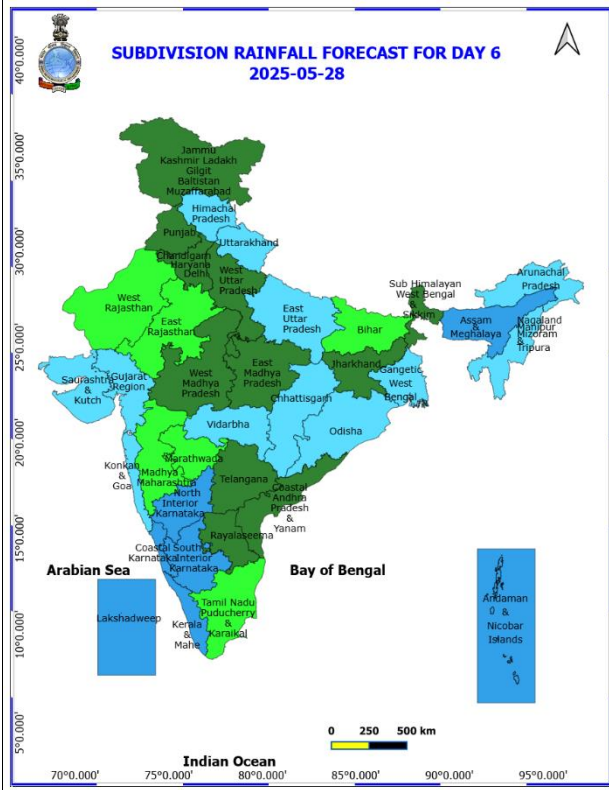 SUBDIVISION RAINFALL FORECAST FOR DAY 6
2025-05-28
40°0.000'
35°0.000'
30°0.000'
25°0.000'
20°0.000'
15°0.000'
10°0.000'
5°0.000'
Jammu
Kashmir Ladakh
Gilgit
Baltistan
Muzaffarabad
Himachal
Pradesh
Punjab
Uttarakhand
Chandigarh
Haryana
Delhi
West
Uttar
Pradesh
Sub Himalayan
West Bengal
&
Sikkim
Arunachal
Pradesh
West
Rajasthan
East
Rajasthan
East
Uttar
Pradesh
Bihar
Assam
&
Meghalaya
Nagaland
Manipur
Mizoram
&
Tripura
Saurashtra
&
Kutch
Gujarat
Region
West
Madhya
Pradesh
East
Madhya
Pradesh
Jharkhand
Gangetic
West
Bengal
Chhattisgarh
Vidarbha
Odisha
Konkan
&
Goa
Madhya
Maharashtra
Marathwada
North
Interior
Karnataka
Telangana
Coastal
Andhra
Pradesh
&
Yanam
Rayalaseema
Coastal
Karnataka
South
Interior
Karnataka
Arabian Sea
Bay of Bengal
Lakshadweep
Kerala
&
Mahe
Tamil Nadu
Puducherry
&
Karaikal
Andaman
&
Nicobar
Islands
0 250 500 km
Indian Ocean
70°0.000' 75°0.000' 80°0.000' 85°0.000' 90°0.000' 95°0.000'